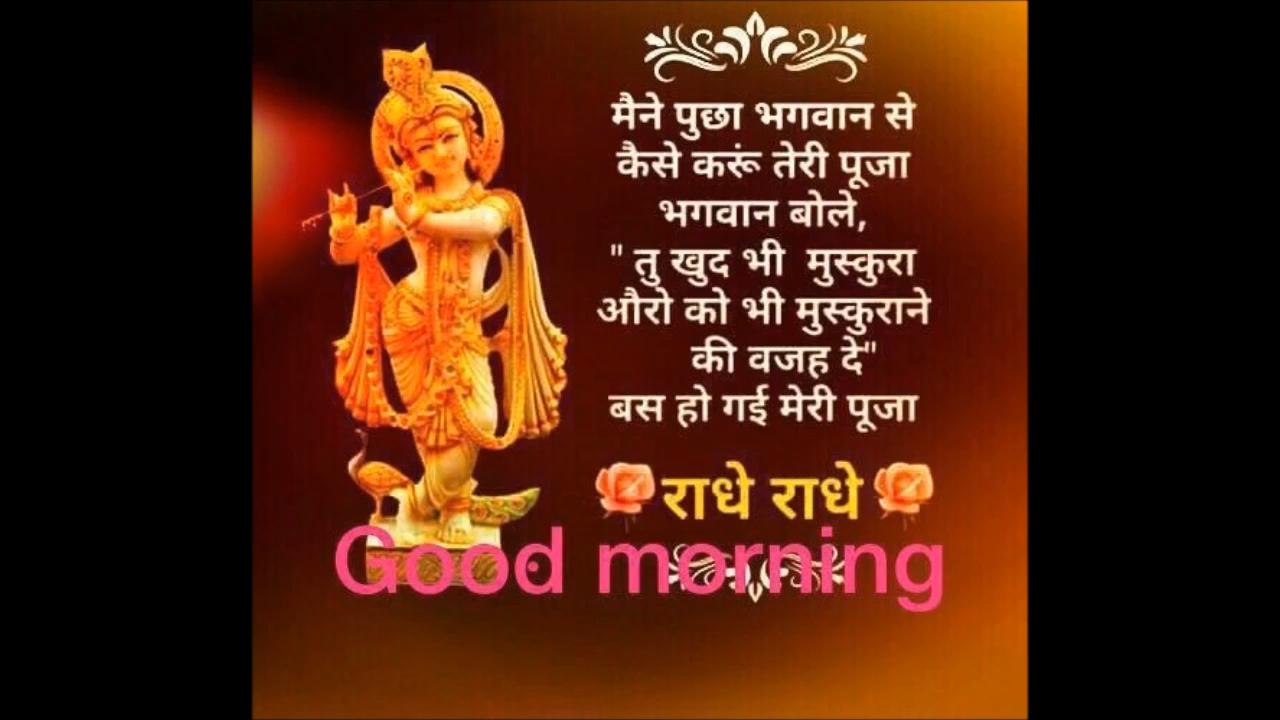 मैने पुछा भगवान से
कैसे करूं तेरी पूजा
भगवान बोले,
" तु खुद भी मुस्कुरा
औरो को भी मुस्कुराने
की वजह दे"
बस हो गई मेरी पूजा
राधे राधे
Good morning